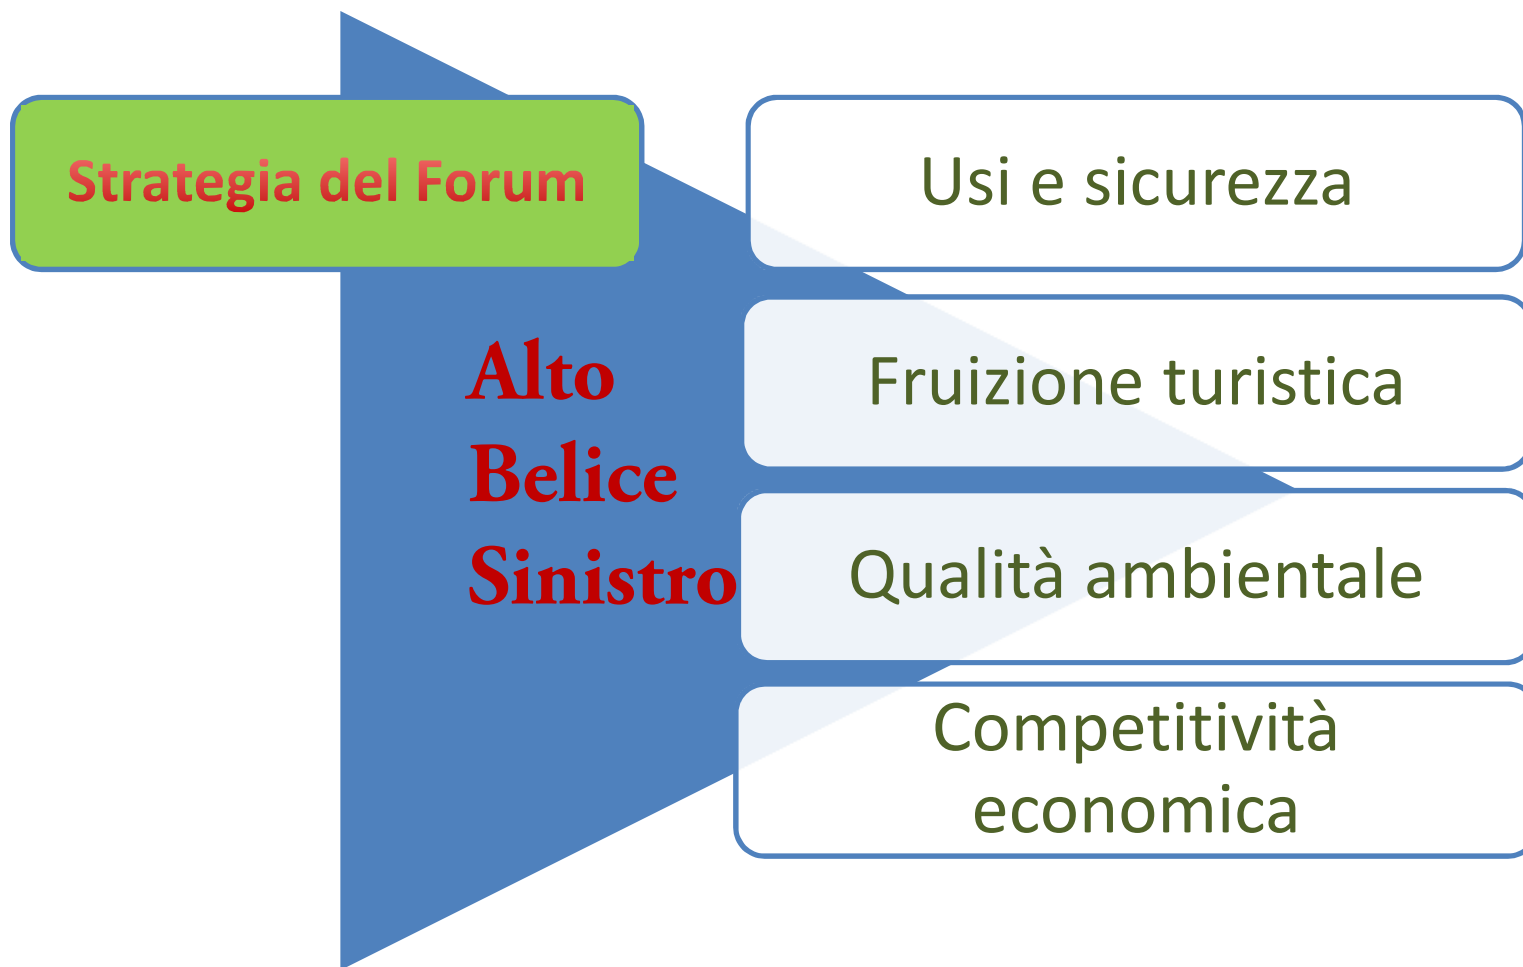 Strategia del Forum
Alto
Belice
Sinistro
Usi e sicurezza
Fruizione turistica
Qualità ambientale
Competitività
economica